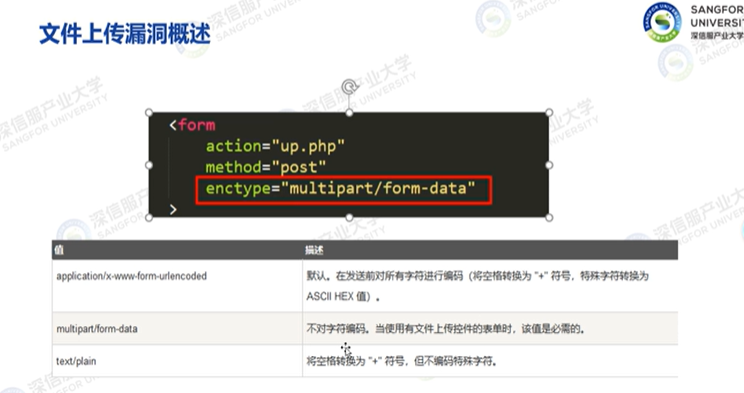 文件上传漏洞概述
SANGFOR
UNIVERSI
深信服产业大学
<form
action="up.php"
method="post"
enctype="multipart/form-data"
>
值 描述
application/x-www-form-urlencoded 默认。在发送前对所有字符进行编码（将空格转换为 "+" 符号，特殊字符转换为
ASCII HEX 值）。
multipart/form-data 不对字符编码。当使用有文件上传控件的表单时，该值是必需的。
text/plain 将空格转换为 "+" 符号，但不编码特殊字符。